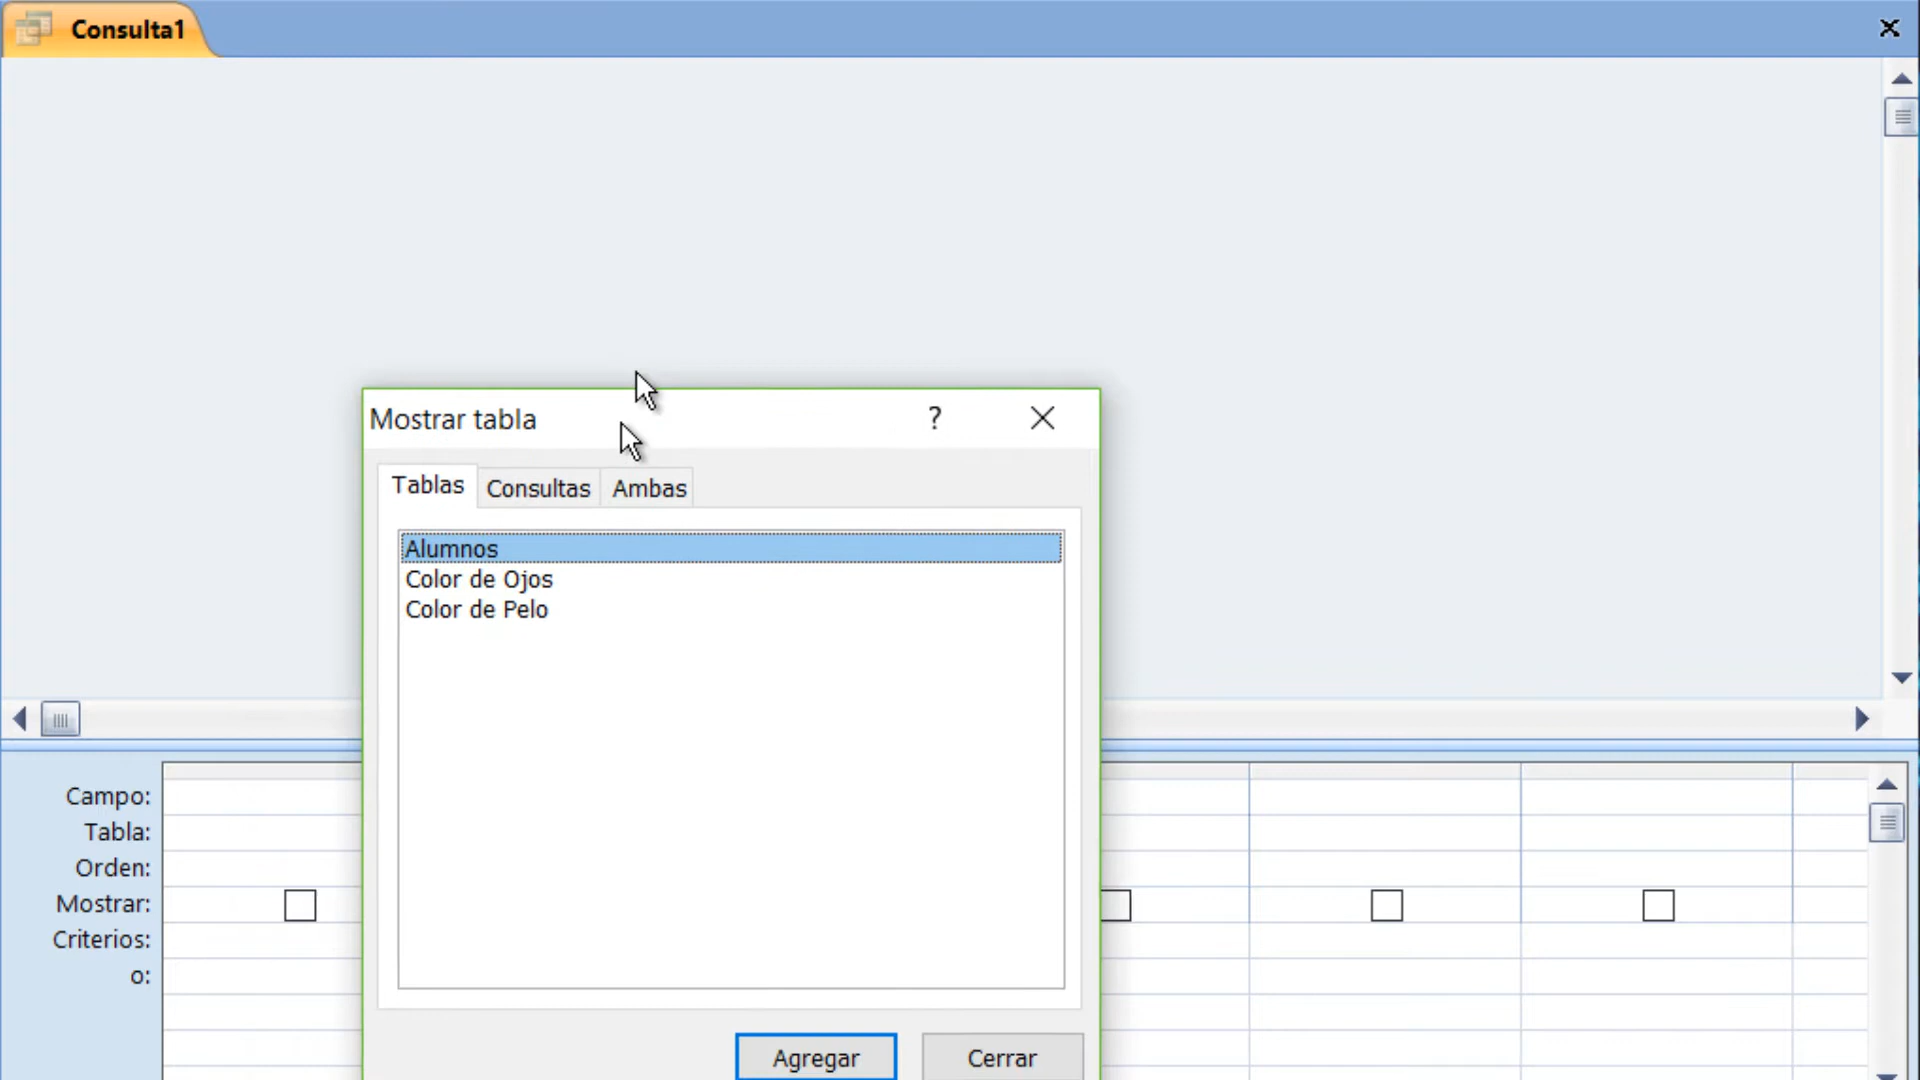 Consulta1
Mostrar tabla
?
Tablas Consultas Ambas
Alumnos
Color de Ojos
Color de Pelo
Campo:
Tabla:
Orden:
Mostrar:
Criterios:
o:
Agregar Cerrar